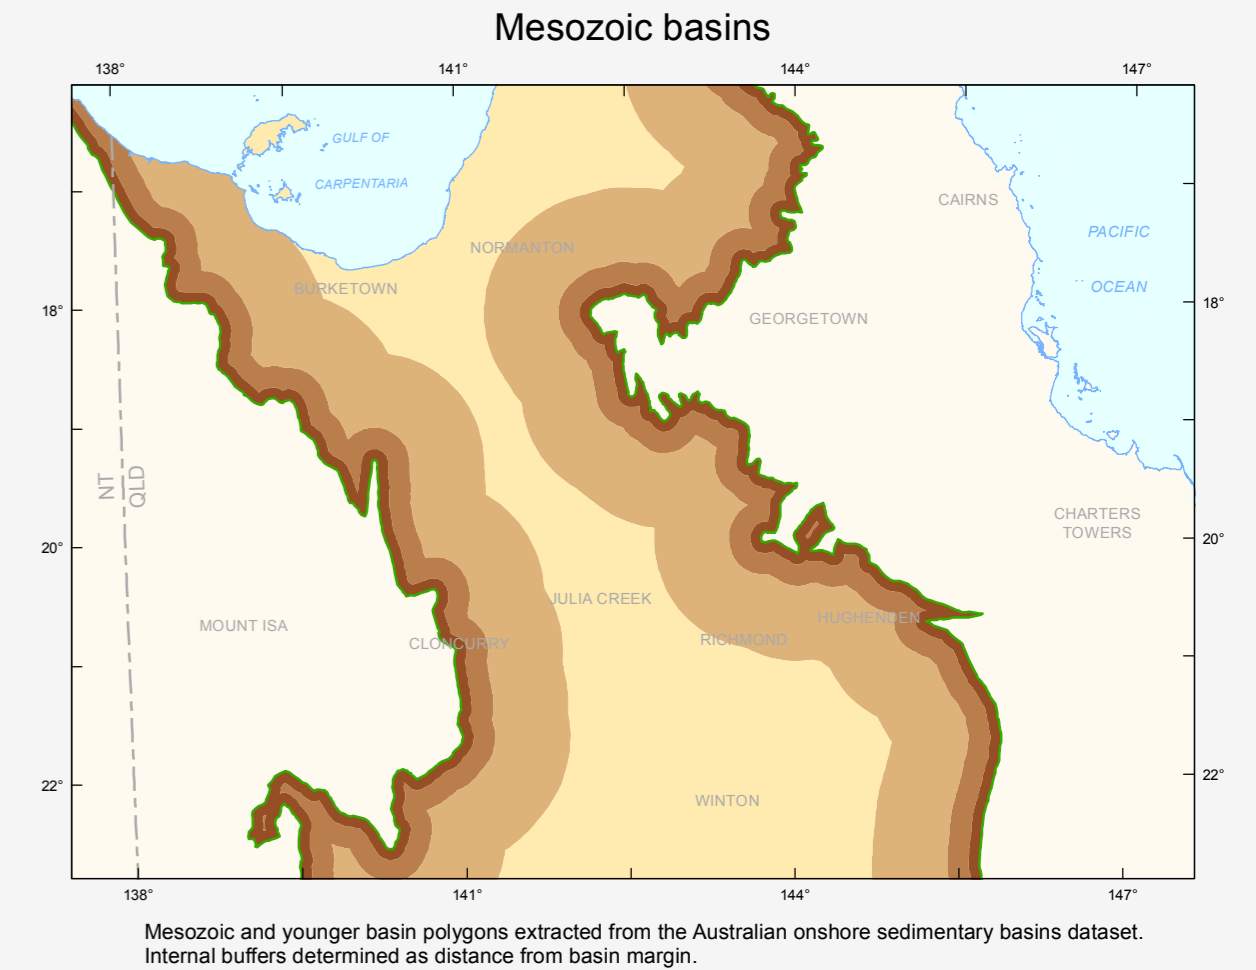 Mesozoic basins
138° 141° 144° 147°
GULF OF
CARPENTARIA
CAIRNS
PACIFIC
OCEAN
NORMANTON
BURKETOWN
18° 18°
GEORGETOWN
NT
QLD
CHARTERS
TOWERS
20° 20°
JULIA CREEK
HUGHENDEN
MOUNT ISA
CLONCURRY
RICHMOND
22° 22°
WINTON
138° 141° 144° 147°
Mesozoic and younger basin polygons extracted from the Australian onshore sedimentary basins dataset.
Internal buffers determined as distance from basin margin.